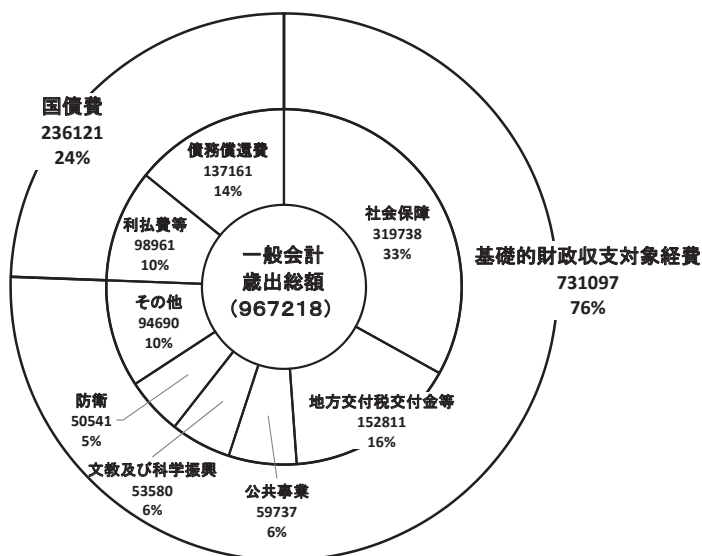 国債費
236121
24%
債務償還費
137161
14%
利払費等
98961
10%
社会保障
319738
33%
一般会計
歳出総額
(967218)
基礎的財政収支対象経費
731097
76%
その他
94690
10%
防衛
50541
5%
地方交付税交付金等
152811
16%
文教及び科学振興
53580
6%
公共事業
59737
6%